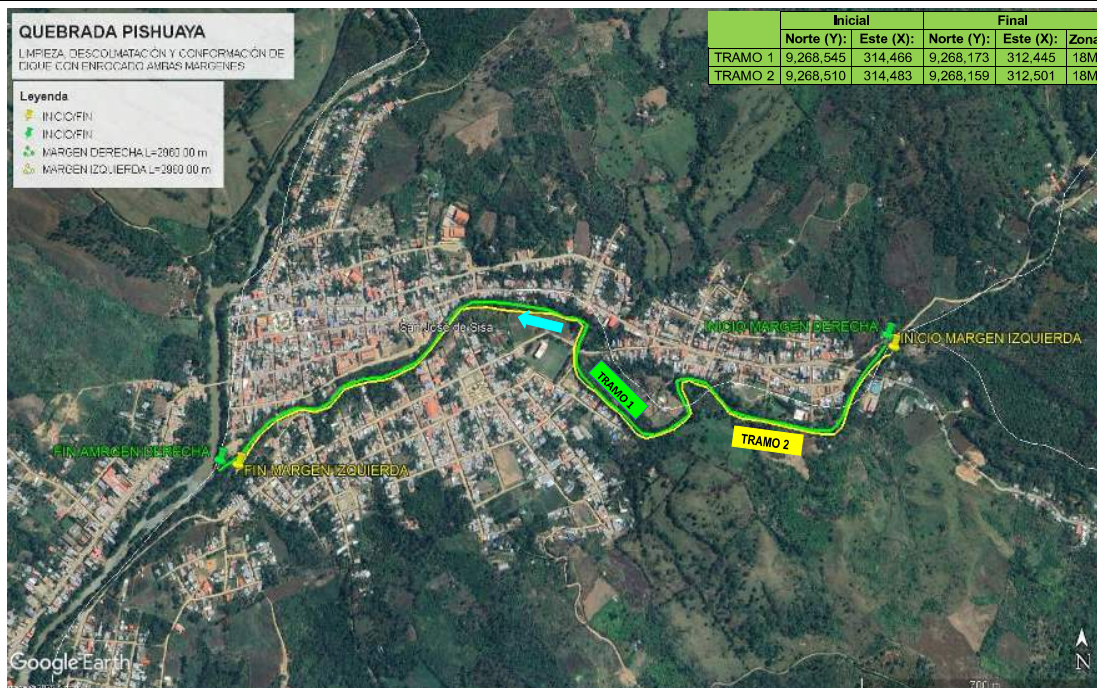 QUEBRADA PISHUAYA
LIMPIEZA, DESCOLMATACIÓN Y CONFORMACIÓN DE
DIQUE CON ENROCADO AMBAS MARGENES
Leyenda
INICIO/FIN
INICIO/FIN
MARGEN DERECHA L=2960.00 m
MARGEN IZQUIERDA L=2960.00 m
Inicial Final
Norte (Y): Este (X): Norte (Y): Este (X): Zona
TRAMO 1 9,268,545 314,466 9,268,173 312,445 18M
TRAMO 2 9,268,510 314,483 9,268,159 312,501 18M
San José de Sisa
INICIO MARGEN DERECHA
INICIO MARGEN IZQUIERDA
TRAMO 1
TRAMO 2
FIN AMRGEN DERECHA
FIN MARGEN IZQUIERDA
Google Earth
700 m
N